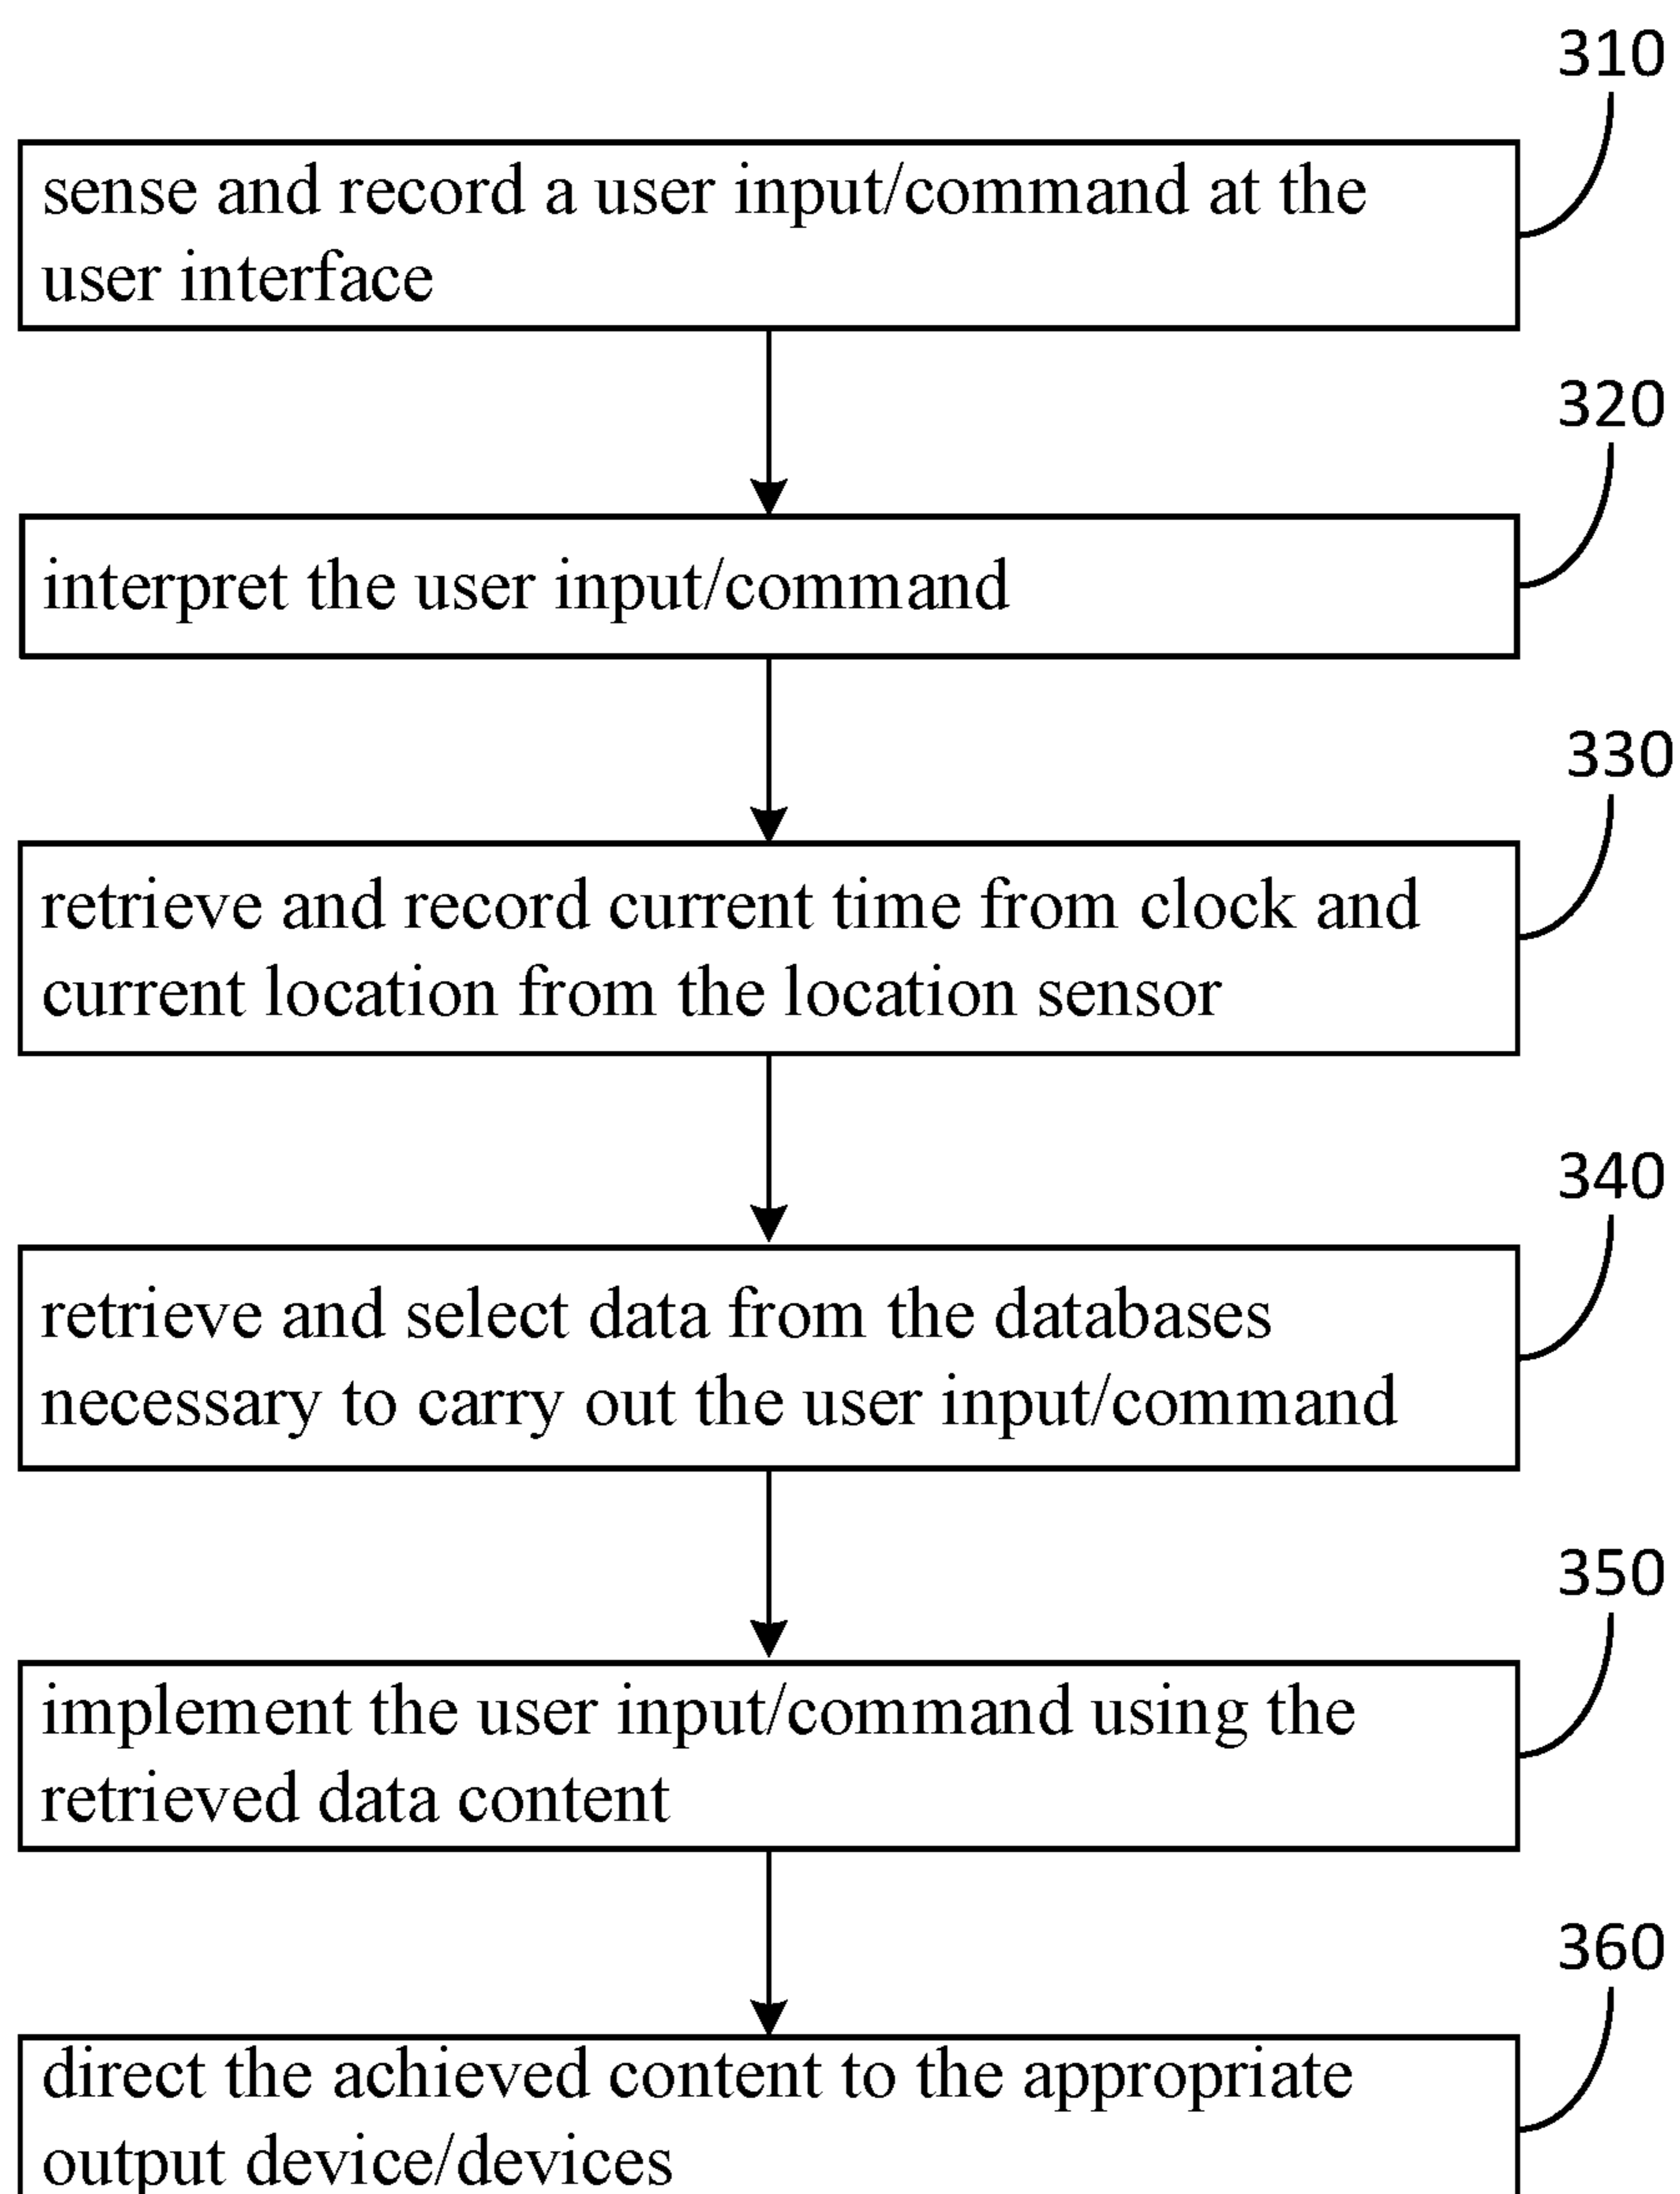 310
sense and record a user input/command at the
user interface
320
interpret the user input/command
330
retrieve and record current time from clock and
current location from the location sensor
340
retrieve and select data from the databases
necessary to carry out the user input/command
350
implement the user input/command using the
retrieved data content
360
direct the achieved content to the appropriate
output device/devices